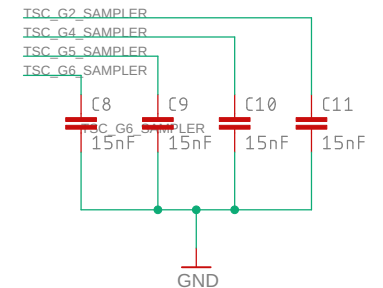 TSC_G2_SAMPLER
TSC_G4_SAMPLER
TSC_G5_SAMPLER
TSC_G6_SAMPLER
C8 C9 C10 C11
TSC_G6_SAMPLER
15nF 15nF 15nF 15nF
GND